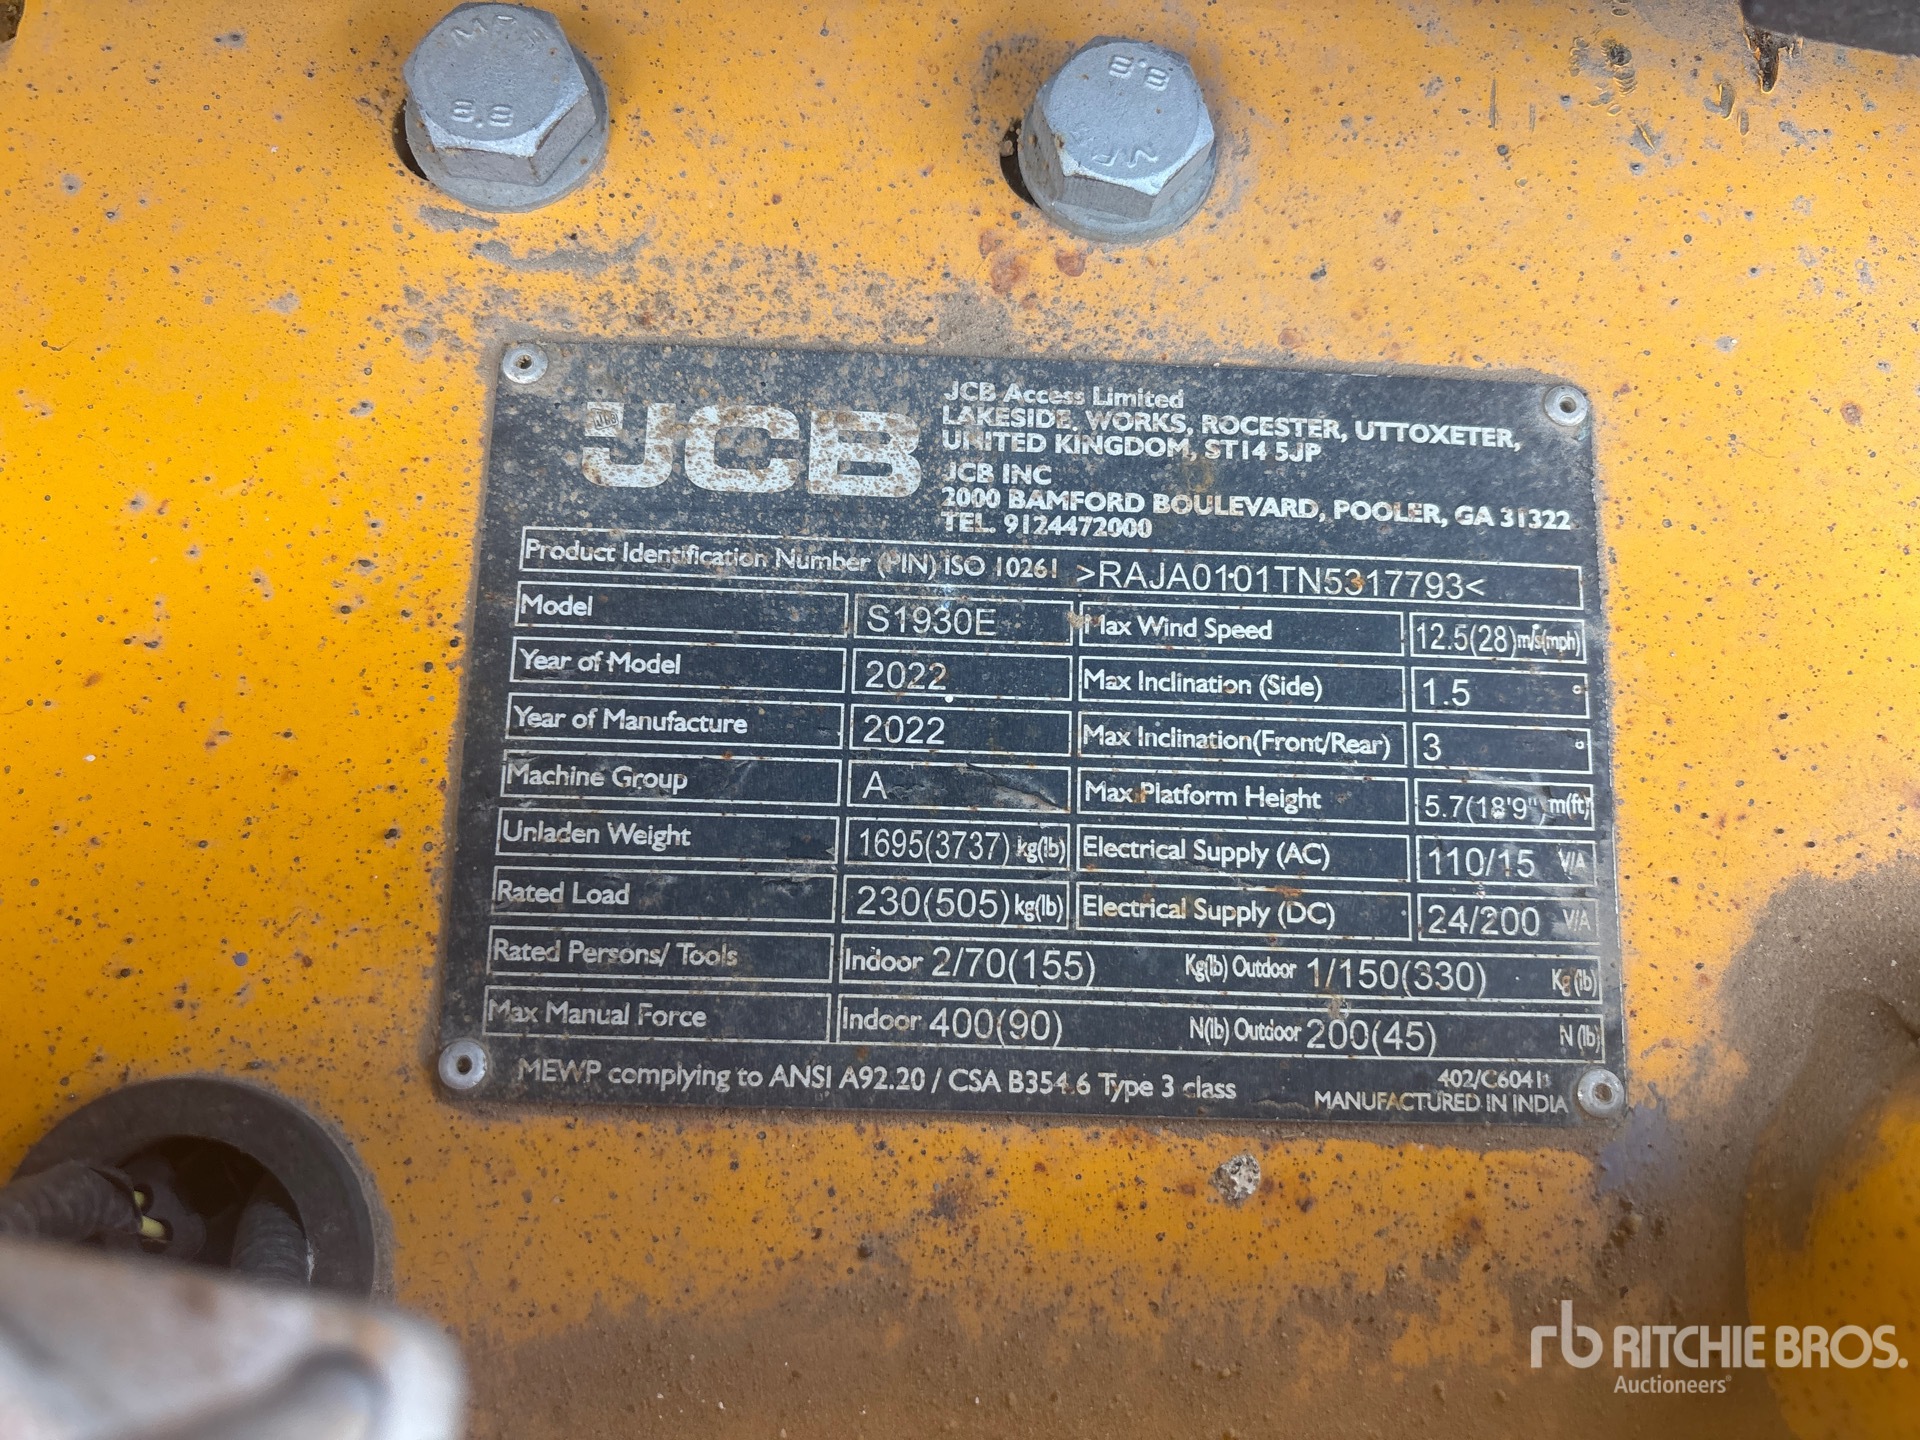 MF
8.8
8.8
MF
JCB
JCB Access Limited
LAKESIDE, WORKS, ROCESTER, UTTOXETER,
UNITED KINGDOM, ST14 5JP
JCB INC
2000 BAMFORD BOULEVARD, POOLER, GA 31322
TEL. 9124472000
Product Identification Number (PIN) ISO 10261 >RAJA0101TN5317793<
Model S1930E Max Wind Speed 12.5(28) m/s(mph)
Year of Model 2022 Max Inclination (Side) 1.5 °
Year of Manufacture 2022 Max Inclination(Front/Rear) 3 °
Machine Group A Max Platform Height 5.7(18'9") m(ft)
Unladen Weight 1695(3737) kg(lb) Electrical Supply (AC) 110/15 V/A
Rated Load 230(505) kg(lb) Electrical Supply (DC) 24/200 V/A
Rated Persons/ Tools Indoor 2/70(155) Kg(lb) Outdoor 1/150(330) Kg (lb)
Max Manual Force Indoor 400(90) N(lb) Outdoor 200(45) N (lb)
MEWP complying to ANSI A92.20 / CSA B354.6 Type 3 class
402/C6041
MANUFACTURED IN INDIA
rb RITCHIE BROS.
Auctioneers